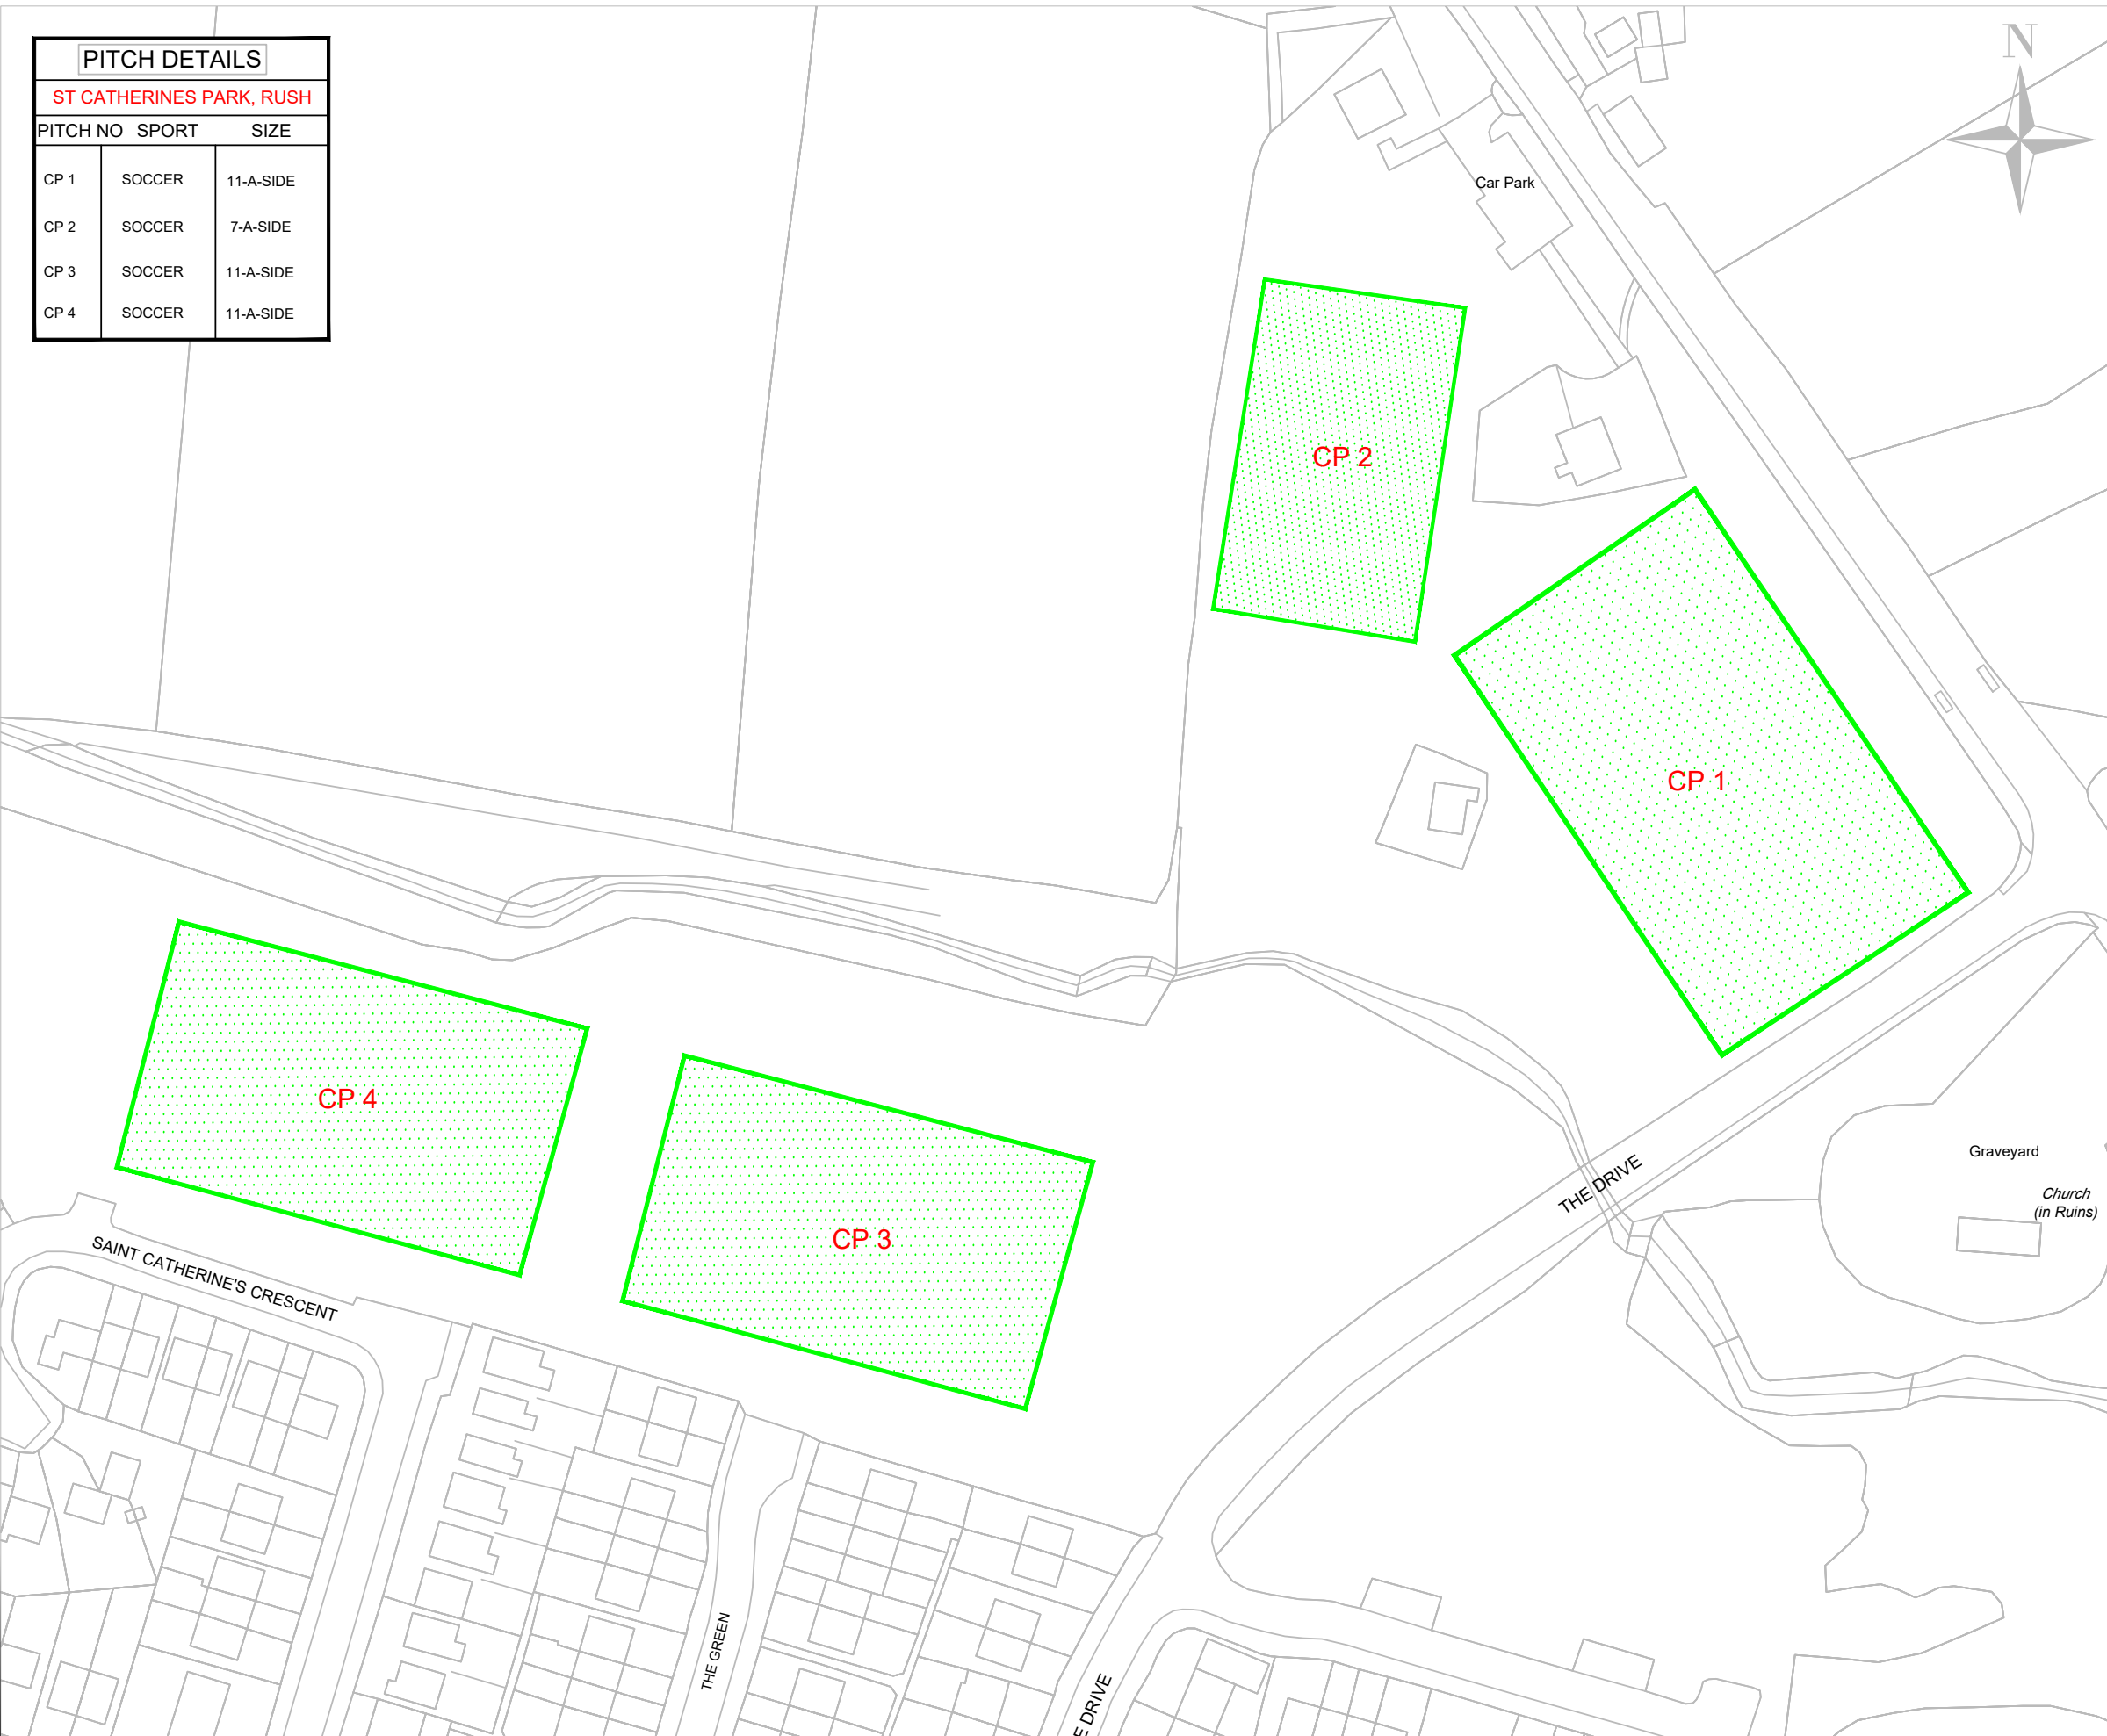 PITCH DETAILS
ST CATHERINES PARK, RUSH
PITCH NO SPORT SIZE
CP 1 SOCCER 11-A-SIDE
CP 2 SOCCER 7-A-SIDE
CP 3 SOCCER 11-A-SIDE
CP 4 SOCCER 11-A-SIDE
N
Car Park
CP 2
CP 1
CP 4
CP 3
THE DRIVE
Graveyard
Church
(in Ruins)
SAINT CATHERINE'S CRESCENT
THE GREEN
E DRIVE